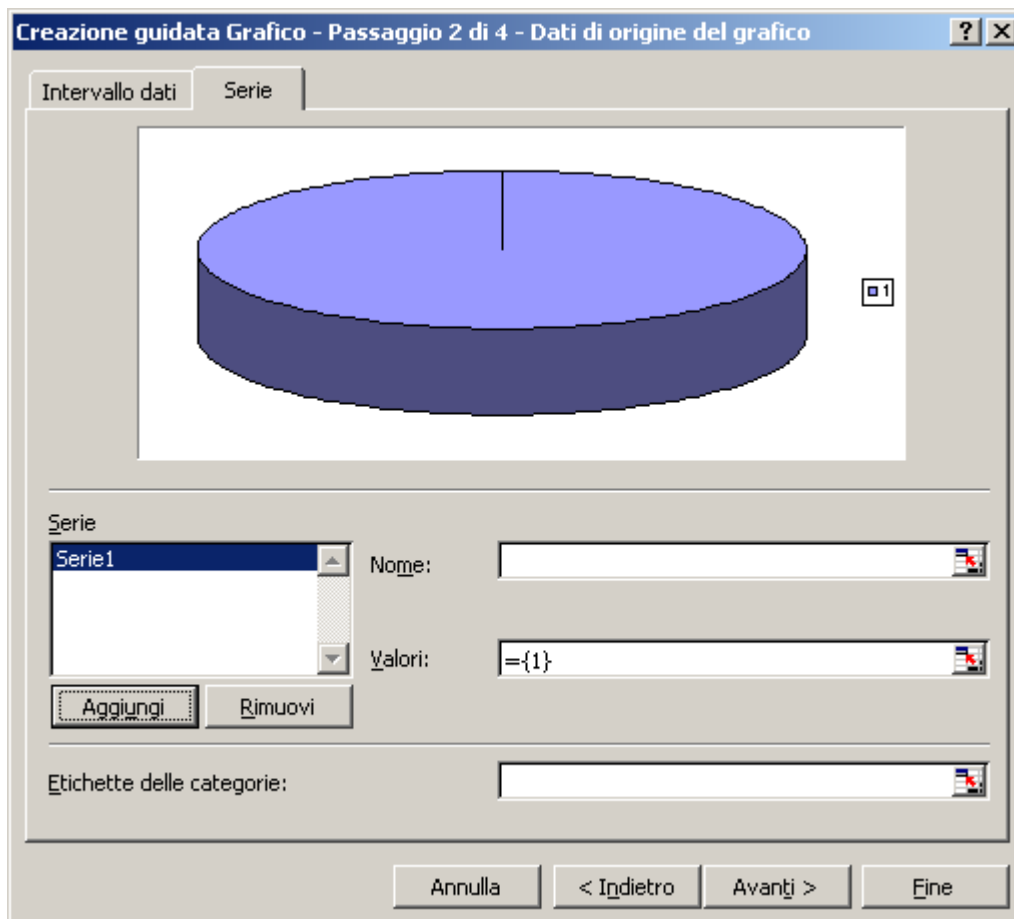 Creazione guidata Grafico - Passaggio 2 di 4 - Dati di origine del grafico
Intervallo dati Serie
1
Serie
Serie1
Nome:
Valori: ={1}
Aggiungi Rimuovi
Etichette delle categorie:
Annulla < Indietro Avanti > Fine